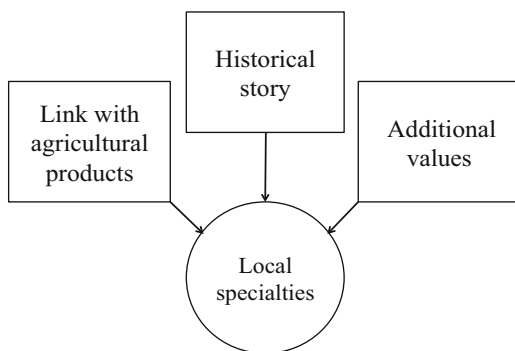 Historical
story
Link with
agricultural
products
Additional
values
Local
specialties